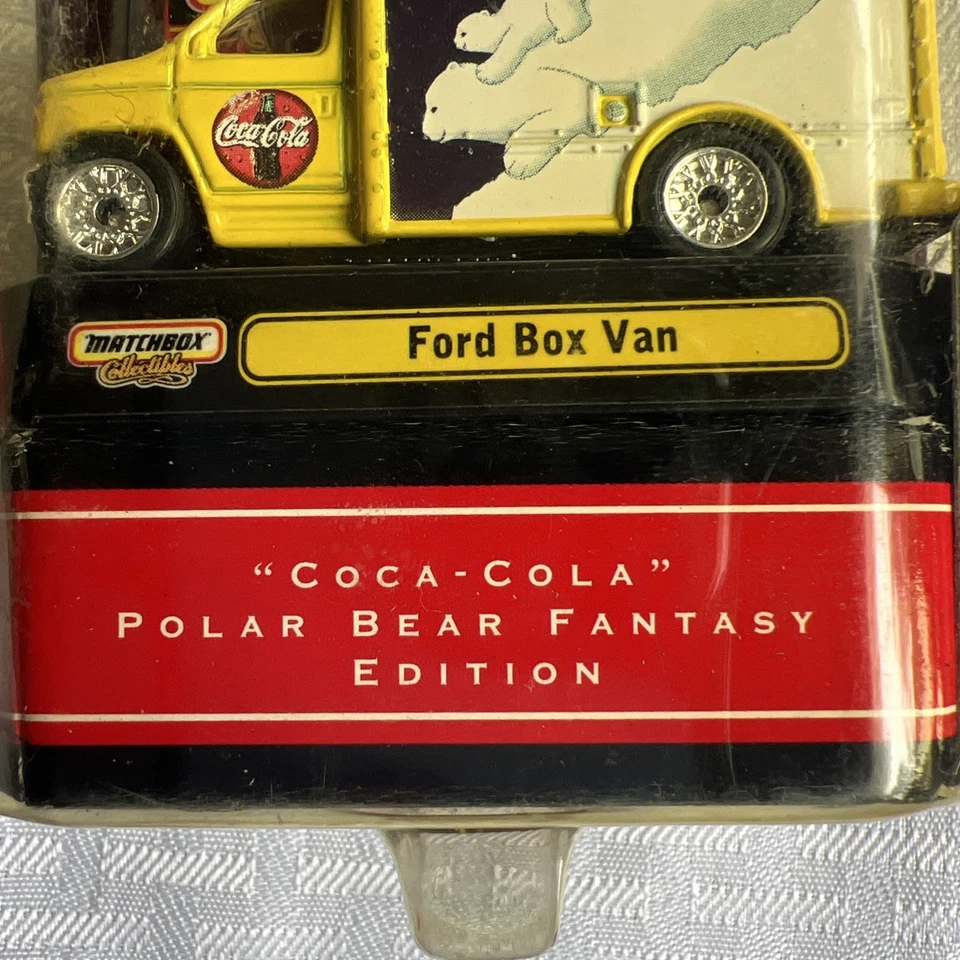 Coca-Cola
MATCHBOX
Collectibles
Ford Box Van
"COCA-COLA"
POLAR BEAR FANTASY
EDITION